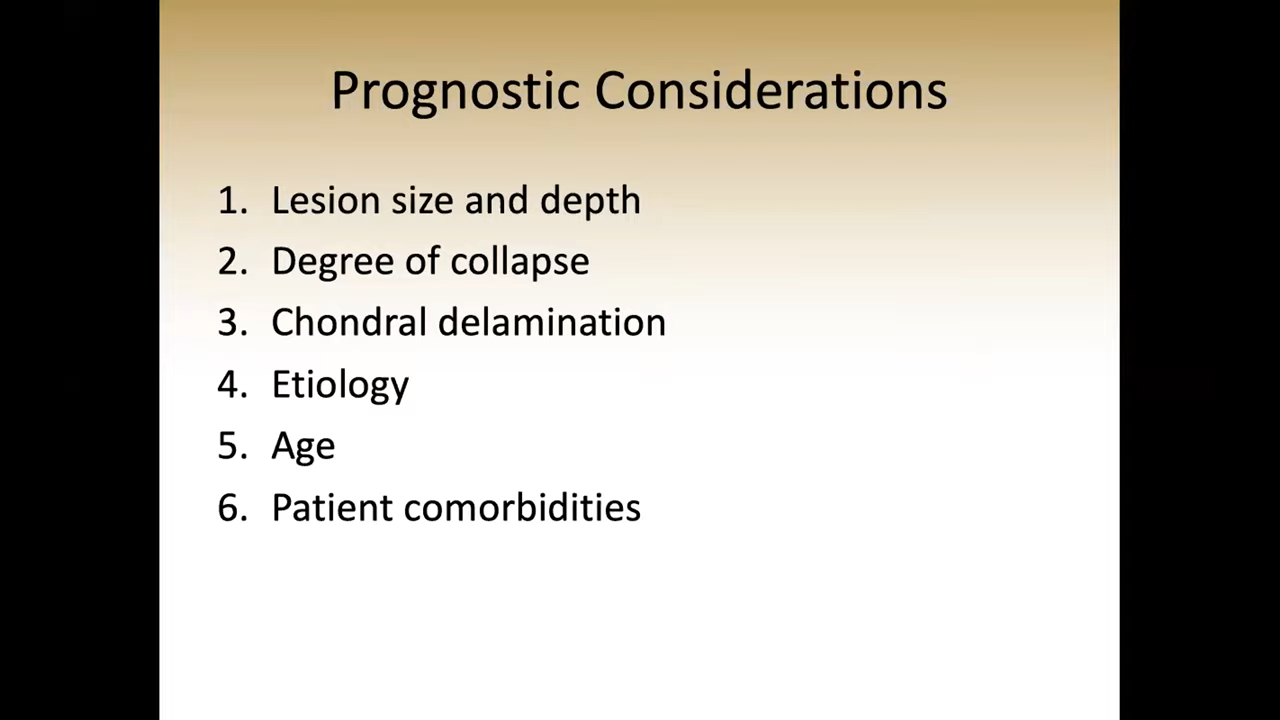 Prognostic Considerations
1. Lesion size and depth
2. Degree of collapse
3. Chondral delamination
4. Etiology
5. Age
6. Patient comorbidities